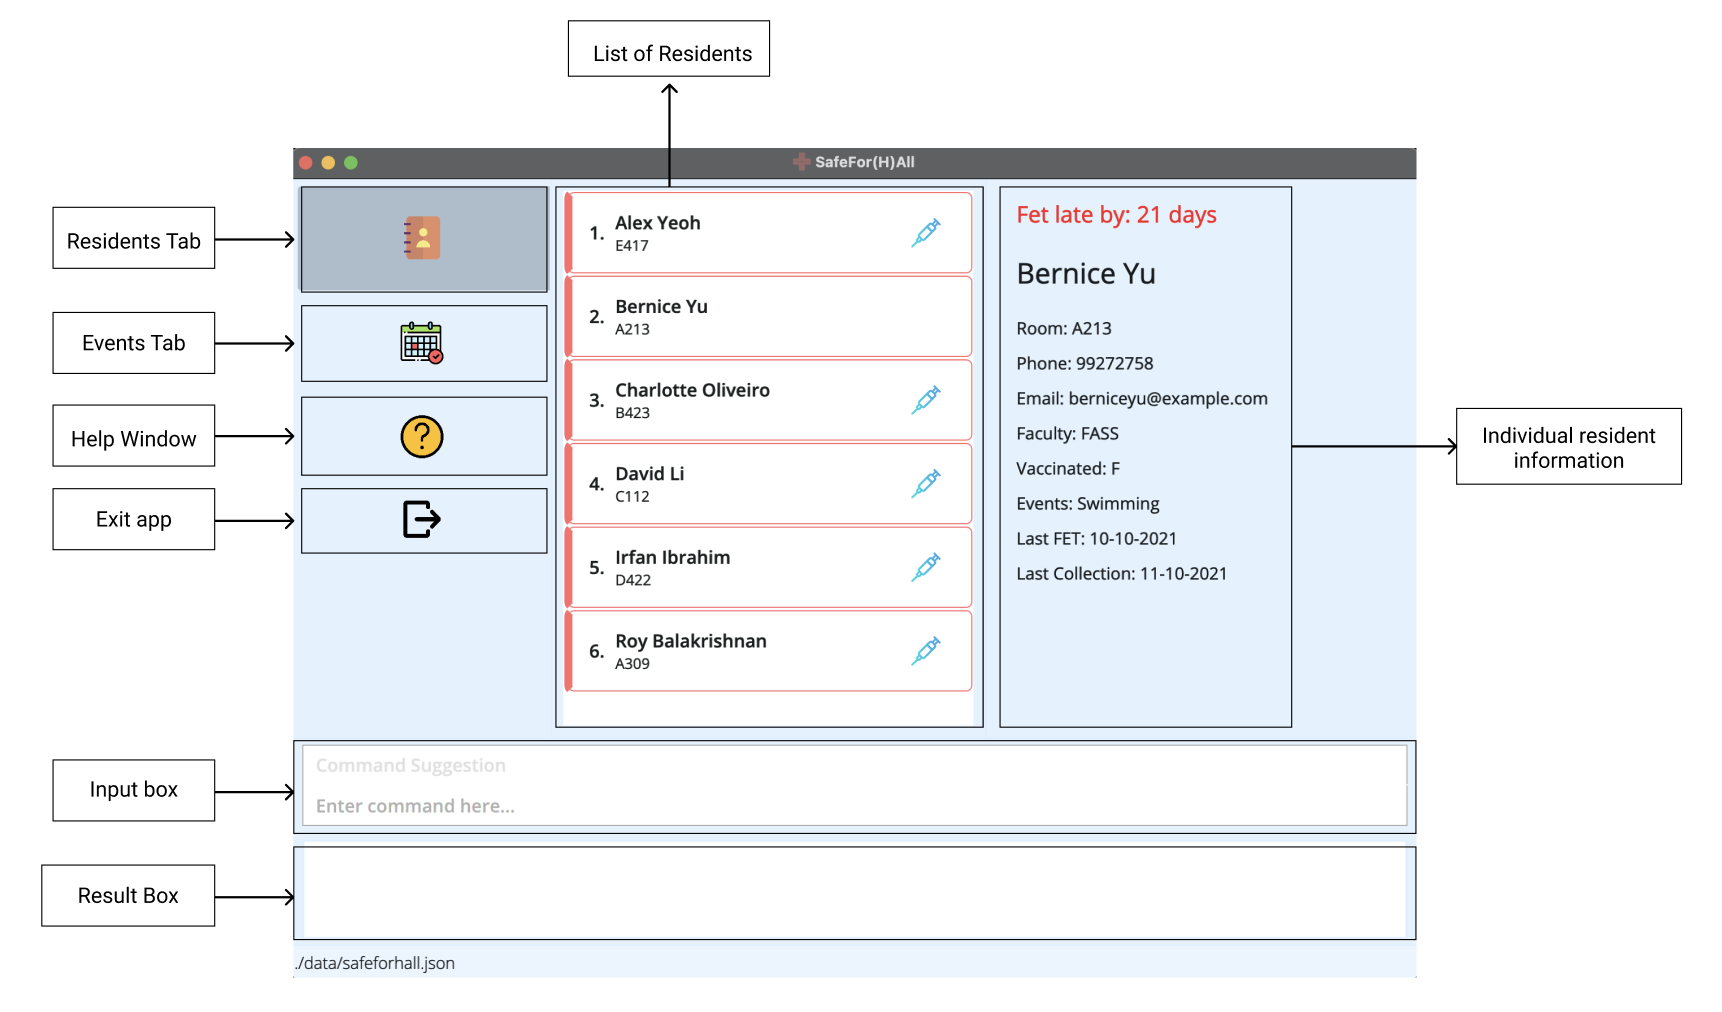 List of Residents
SafeFor(H)All
Residents Tab
Events Tab
Help Window
Exit app
1. Alex Yeoh
E417
2. Bernice Yu
A213
3. Charlotte Oliveiro
B423
4. David Li
C112
5. Irfan Ibrahim
D422
6. Roy Balakrishnan
A309
Fet late by: 21 days
Bernice Yu
Room: A213
Phone: 99272758
Email: berniceyu@example.com
Faculty: FASS
Vaccinated: F
Events: Swimming
Last FET: 10-10-2021
Last Collection: 11-10-2021
Individual resident
information
Input box
Command Suggestion
Enter command here...
Result Box
./data/safeforhall.json